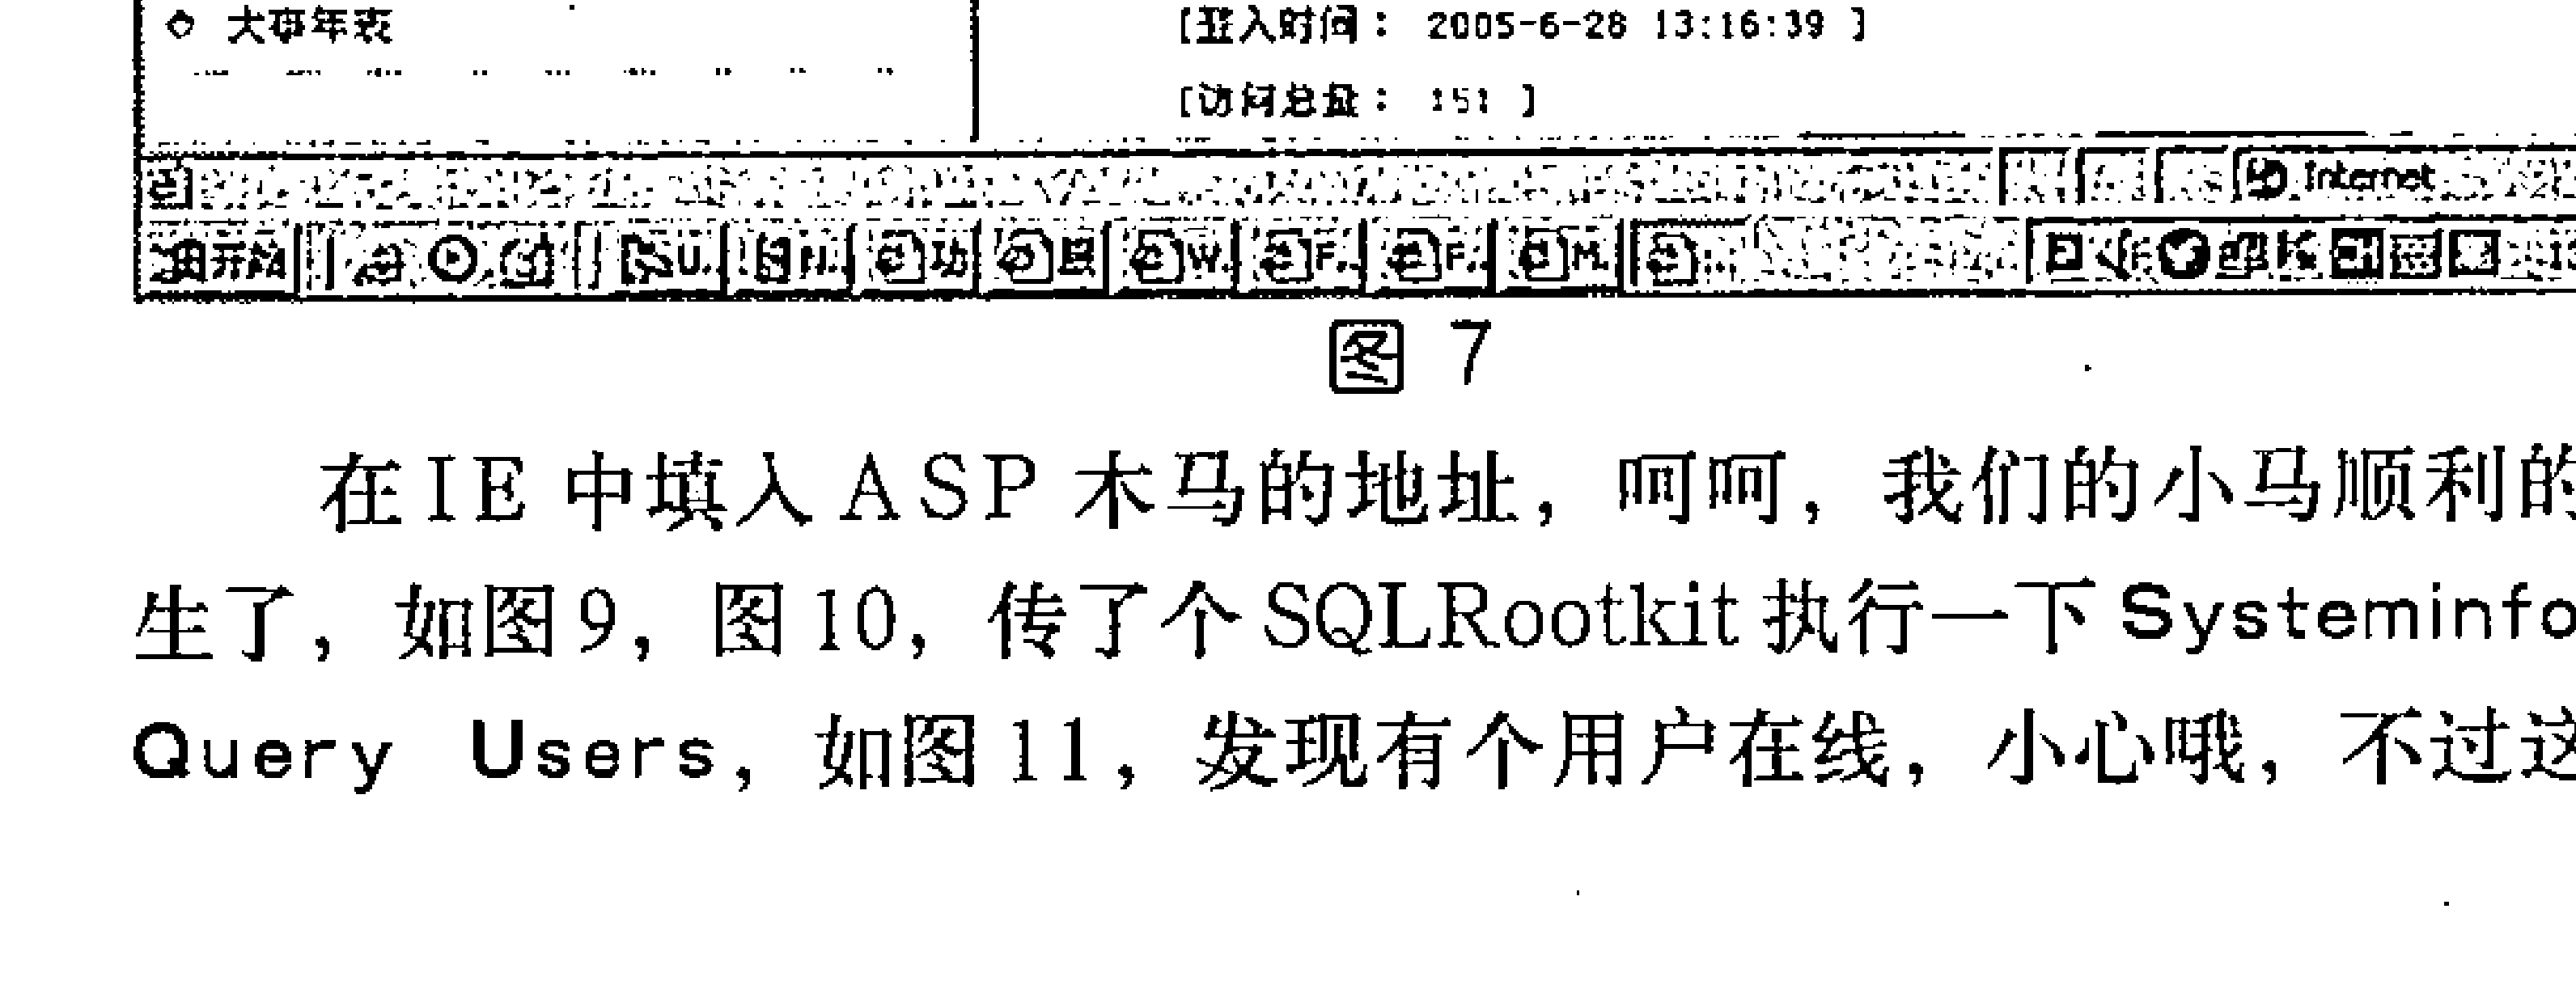 ◇ 大事年表
[登入时间： 2005-6-28 13:16:39 ]
[访问总量： 151 ]
Internet
开始 U.. 功 W. F.. F.. M.
图 7
在IE中填入ASP木马的地址，呵呵，我们的小马顺利的
生了，如图9，图10，传了个SQLRootkit执行一下Systeminfo
Query Users，如图11，发现有个用户在线，小心哦，不过这